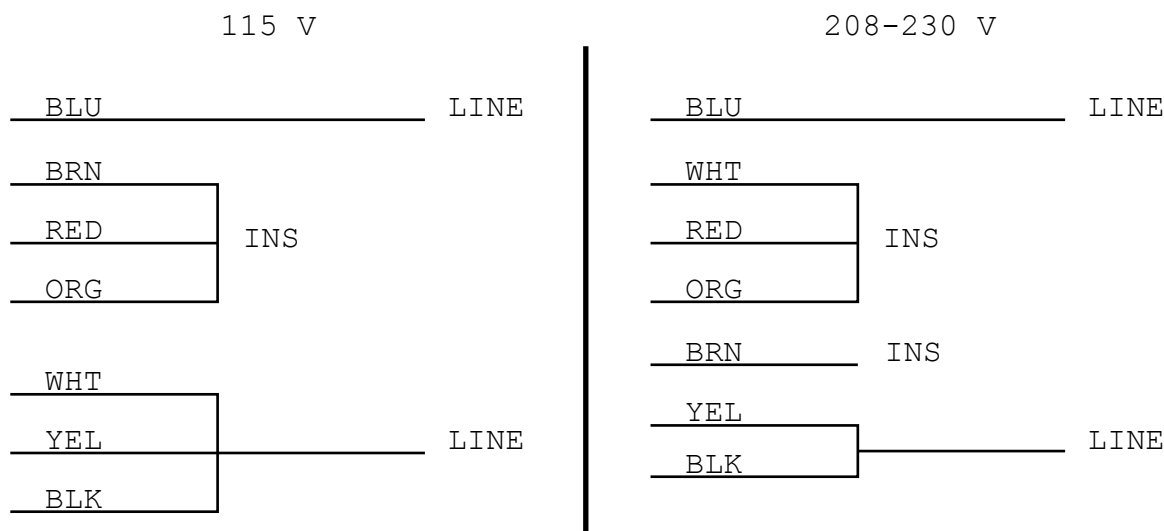 115 V
BLU LINE
BRN
RED INS
ORG
WHT
YEL LINE
BLK
208-230 V
BLU LINE
WHT
RED INS
ORG
BRN INS
YEL
LINE
BLK